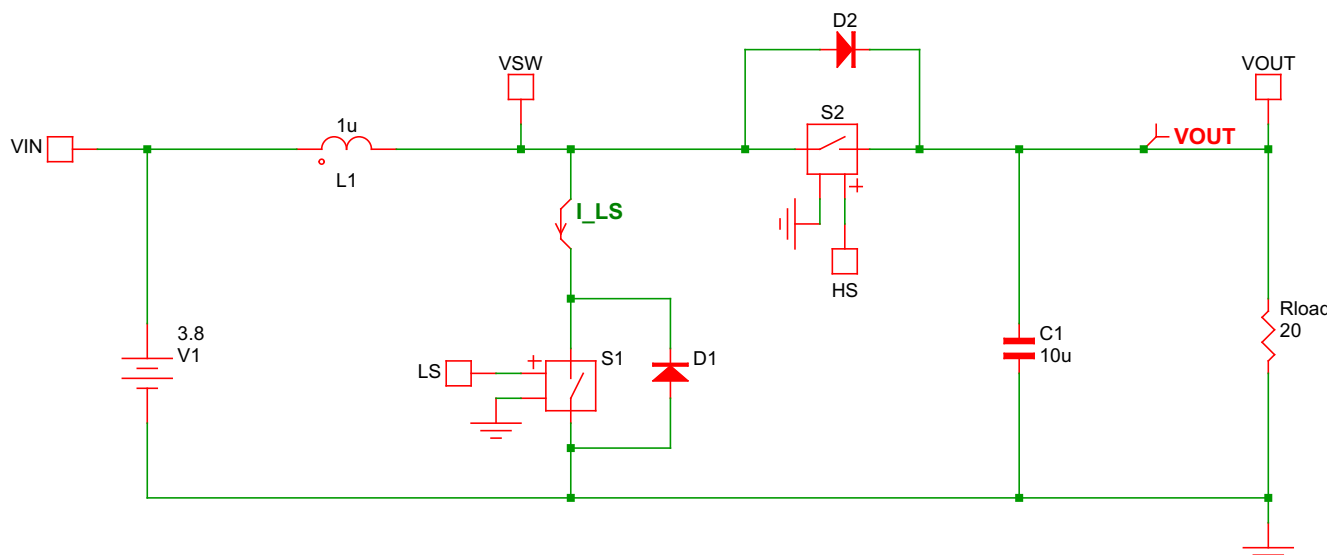 D2
VSW
VOUT
S2
1u
VIN
VOUT
+
L1
I_LS
HS
Rload
20
3.8
V1
C1
10u
+
S1
D1
LS